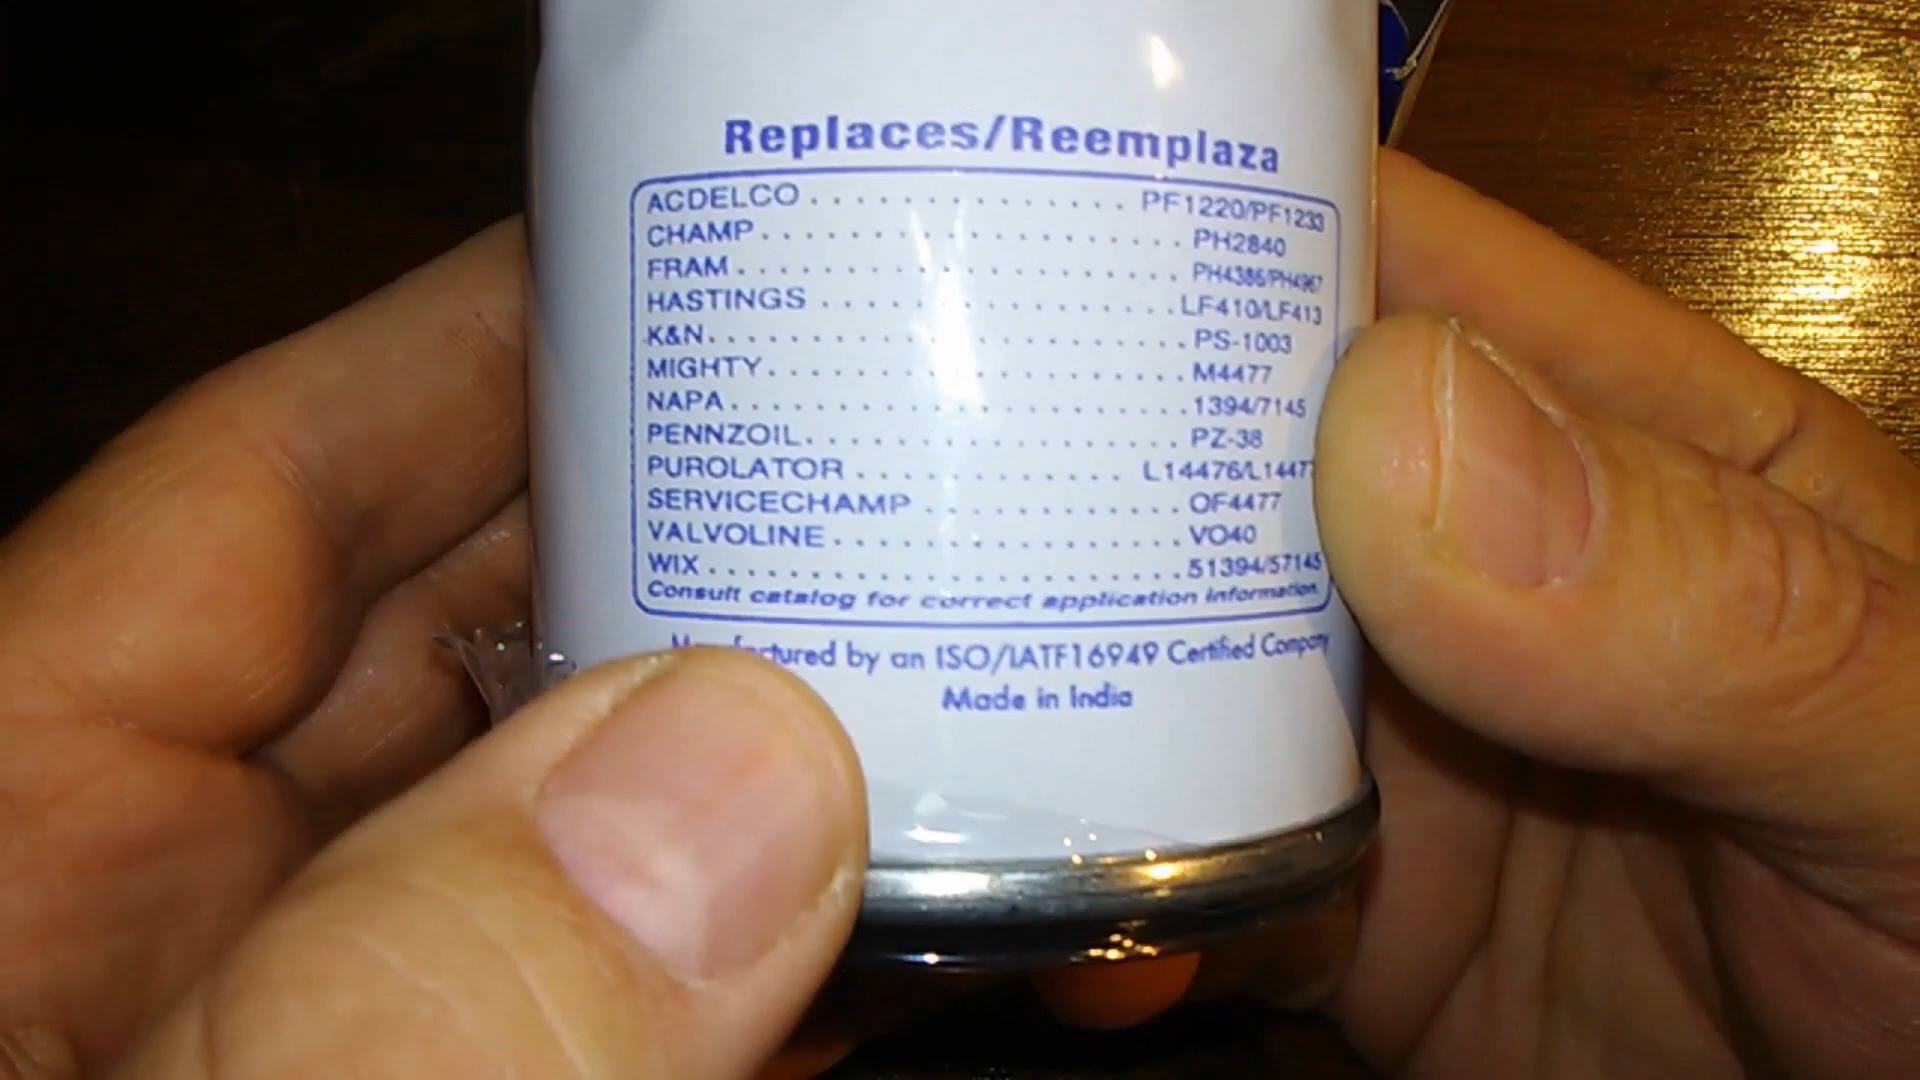 Replaces/Reemplaza
ACDELCO . . . . . . . . . . . . . . PF1220/PF1233
CHAMP . . . . . . . . . . . . . . . . . . PH2840
FRAM . . . . . . . . . . . . . . . . . . . PH4386/PH4967
HASTINGS . . . . . . . . . . . . . . . LF410/LF413
K&N . . . . . . . . . . . . . . . . . . . . PS-1003
MIGHTY . . . . . . . . . . . . . . . . . M4477
NAPA . . . . . . . . . . . . . . . . . . . 1394/7145
PENNZOIL . . . . . . . . . . . . . . . PZ-38
PUROLATOR . . . . . . . . . . . . L14476/
SERVICECHAMP . . . . . . . . . . . OF4477
VALVOLINE . . . . . . . . . . . . . . VO40
WIX . . . . . . . . . . . . . . . . . . . . 51394/57145
Consult catalog for correct application information.
by an ISO/IATF16949 Certified Company
Made in India